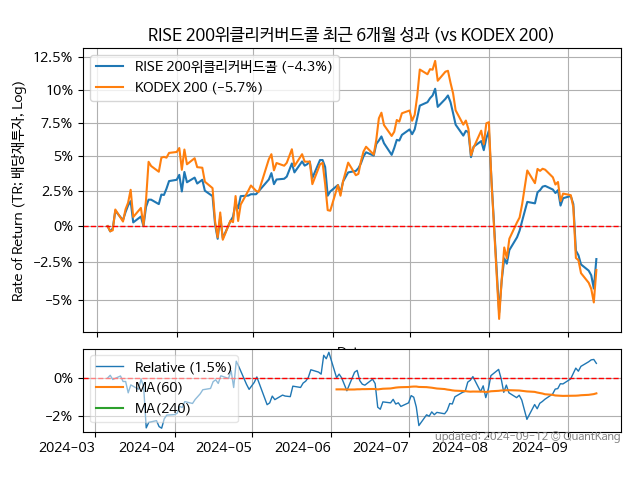 RISE 200위클리커버드콜 최근 6개월 성과 (vs KODEX 200)
Rate of Return (TR: 배당재투자, Log)
12.5%
10%
7.5%
5%
2.5%
0%
−2.5%
−5%
RISE 200위클리커버드콜 (−4.3%)
KODEX 200 (−5.7%)
0%
−2%
Relative (1.5%)
MA(60)
MA(240)
2024−03
2024−04
2024−05
2024−06
2024−07
2024−08
2024−09
updated: 2024−09−12 © QuantKang